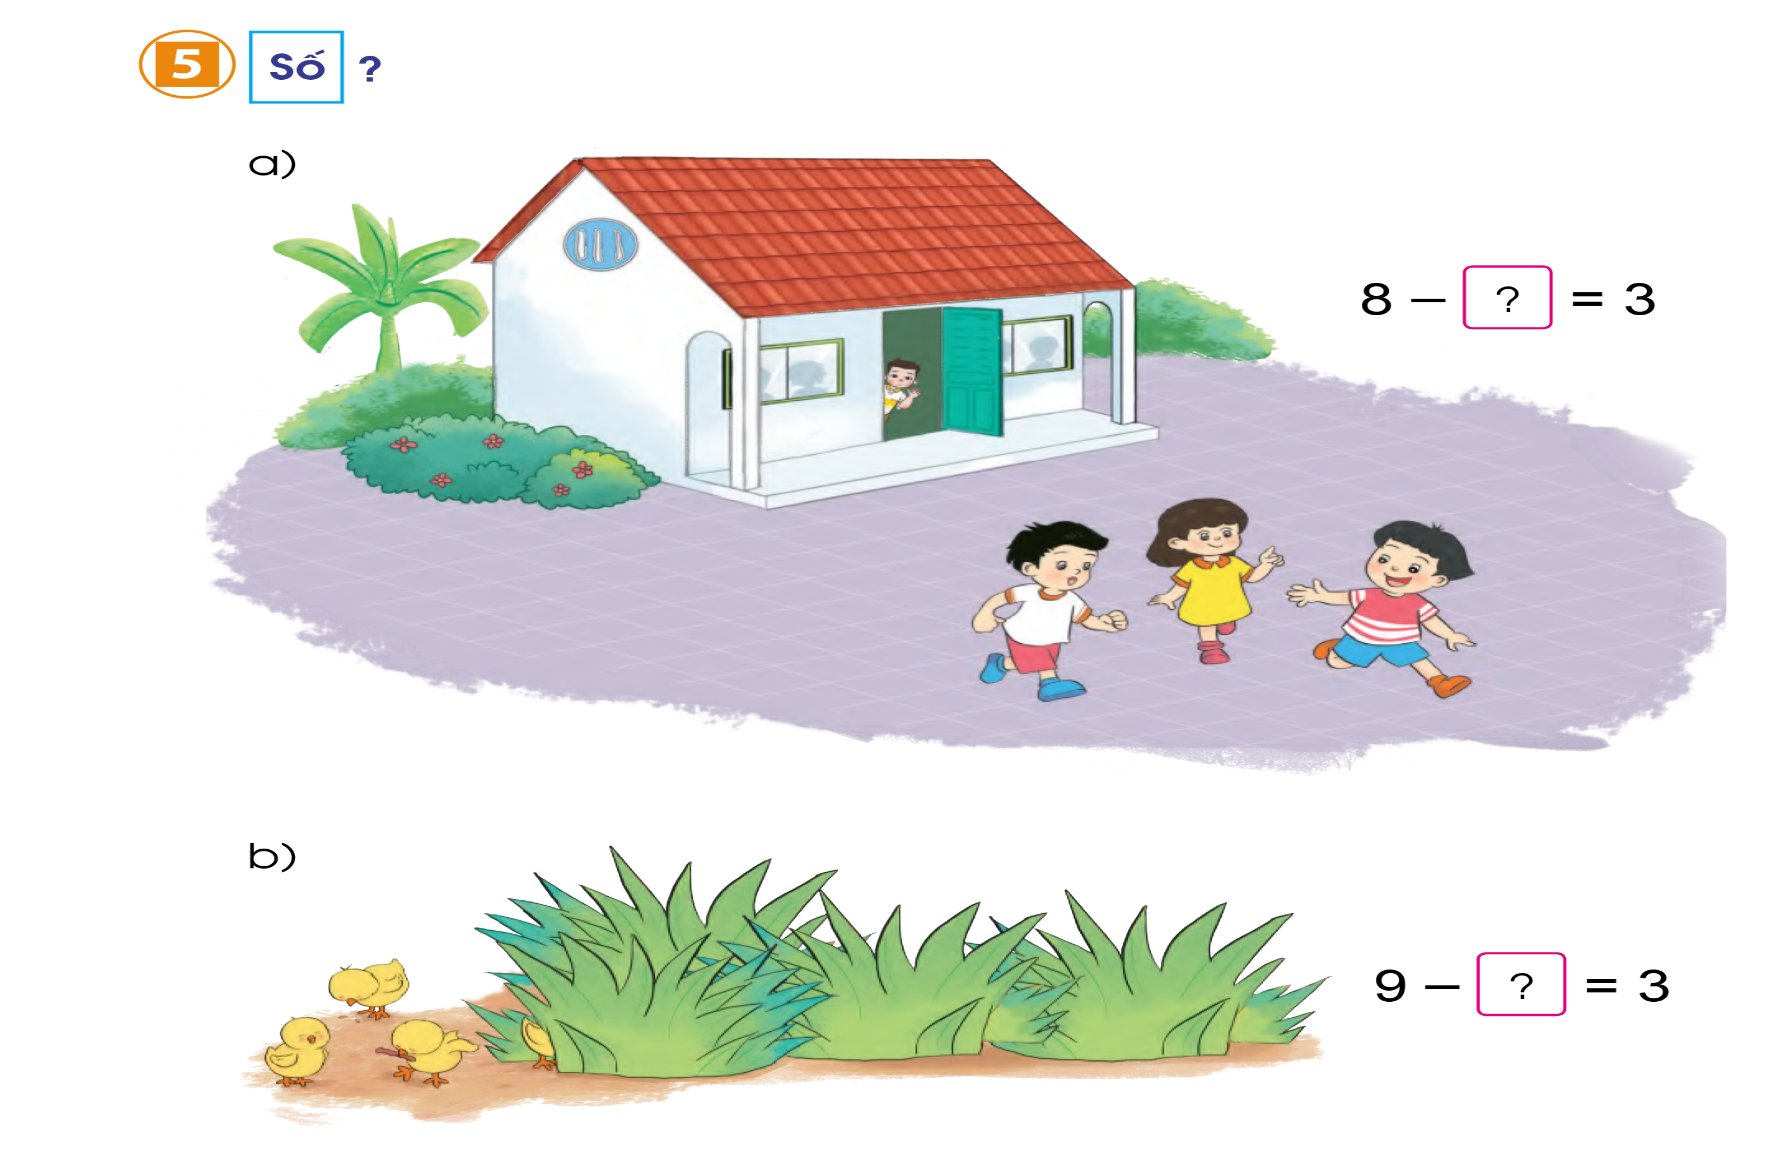 5 Số ?
a)
8 – ? = 3
b)
9 – ? = 3